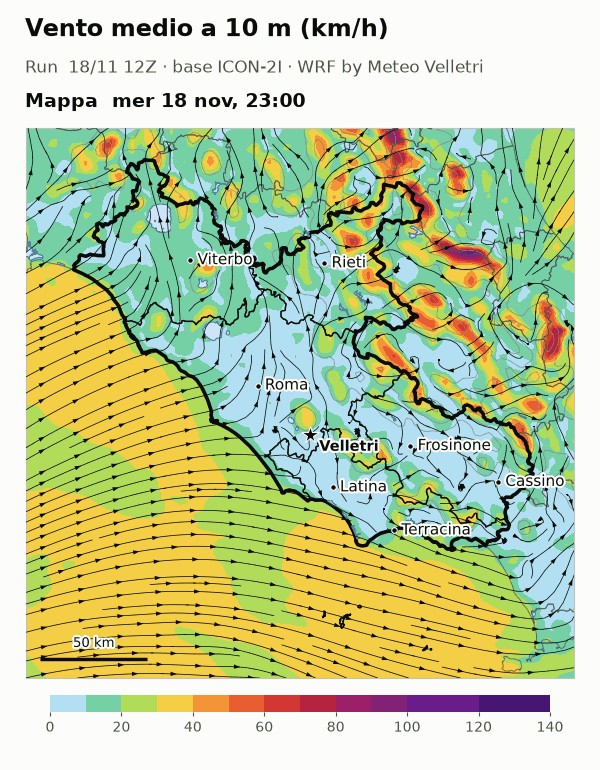 Vento medio a 10 m (km/h)
Run 18/11 12Z · base ICON-2I · WRF by Meteo Velletri
Mappa mer 18 nov, 23:00
Viterbo
Rieti
Roma
Velletri
Frosinone
Latina
Cassino
Terracina
50 km
0 20 40 60 80 100 120 140